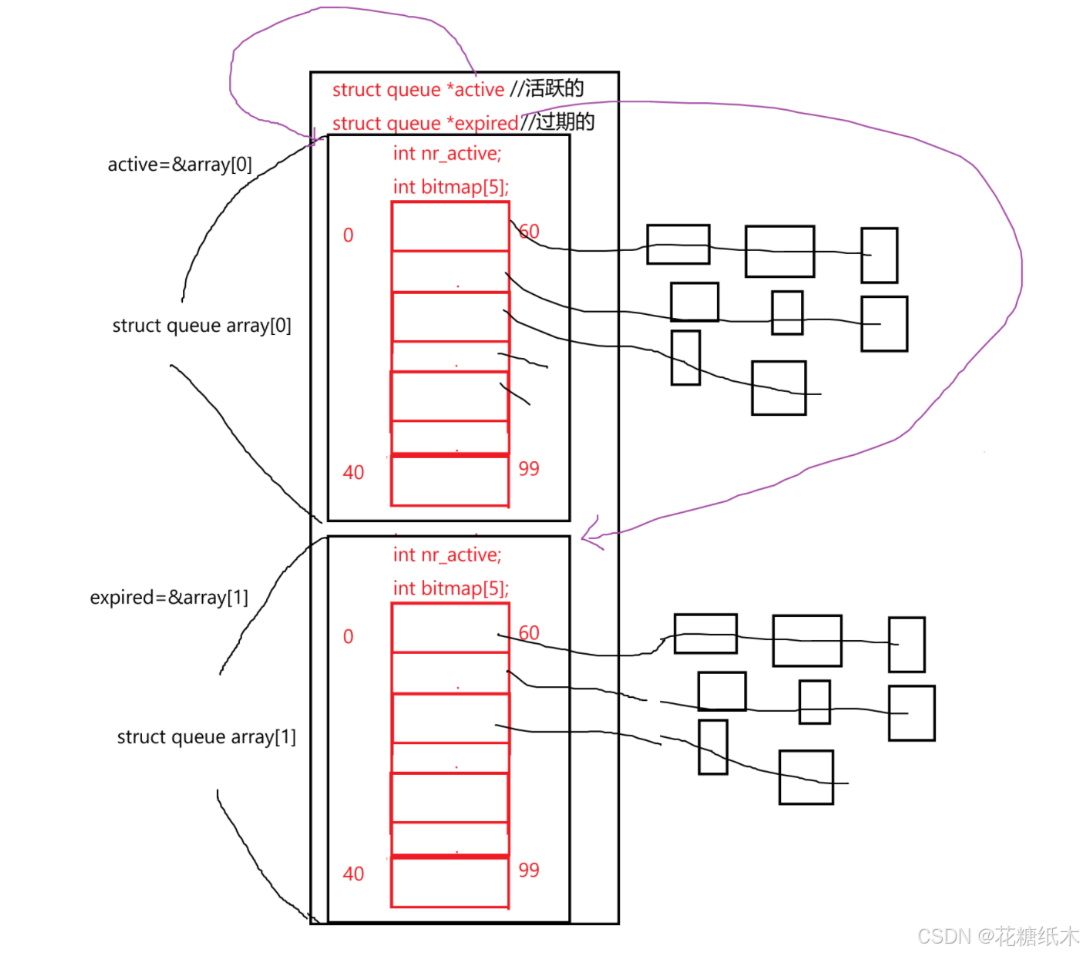 struct queue *active //活跃的
struct queue *expired//过期的
active=&array[0]
int nr_active;
int bitmap[5];
0
60
struct queue array[0]
40
99
int nr_active;
int bitmap[5];
expired=&array[1]
0
60
struct queue array[1]
40
99
CSDN @花糖纸木